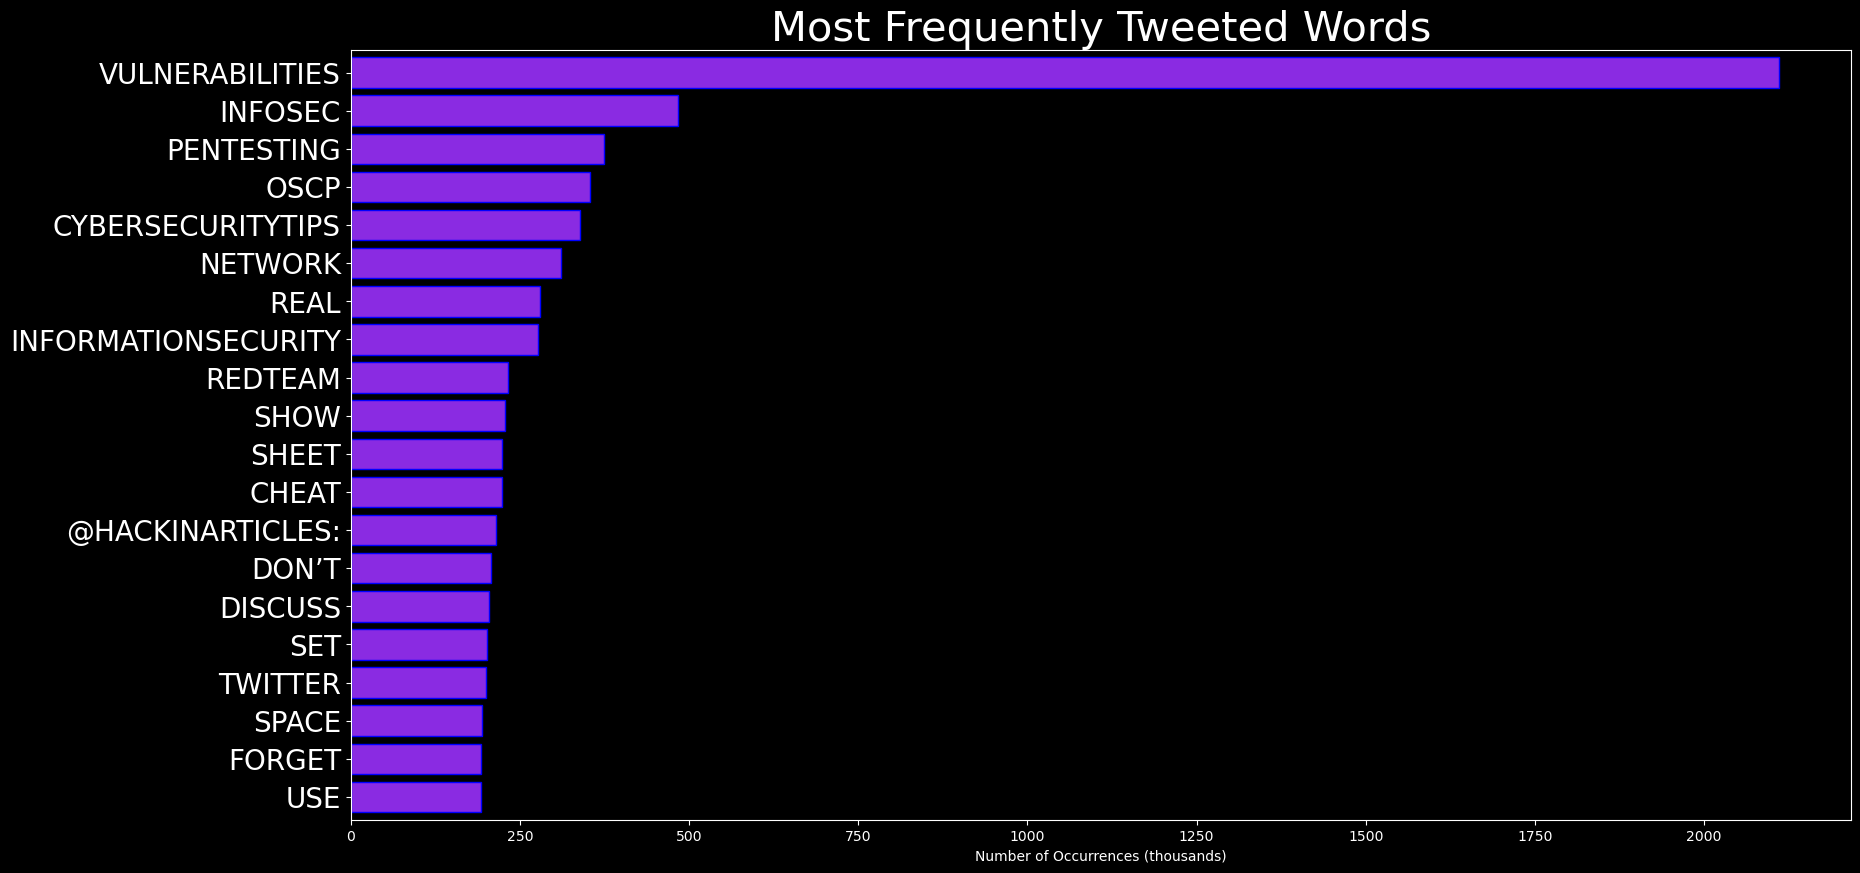 Most Frequently Tweeted Words
VULNERABILITIES
INFOSEC
PENTESTING
OSCP
CYBERSECURITYTIPS
NETWORK
REAL
INFORMATIONSECURITY
REDTEAM
SHOW
SHEET
CHEAT
@HACKINARTICLES:
DON’T
DISCUSS
SET
TWITTER
SPACE
FORGET
USE
0 250 500 750 1000 1250 1500 1750 2000
Number of Occurrences (thousands)